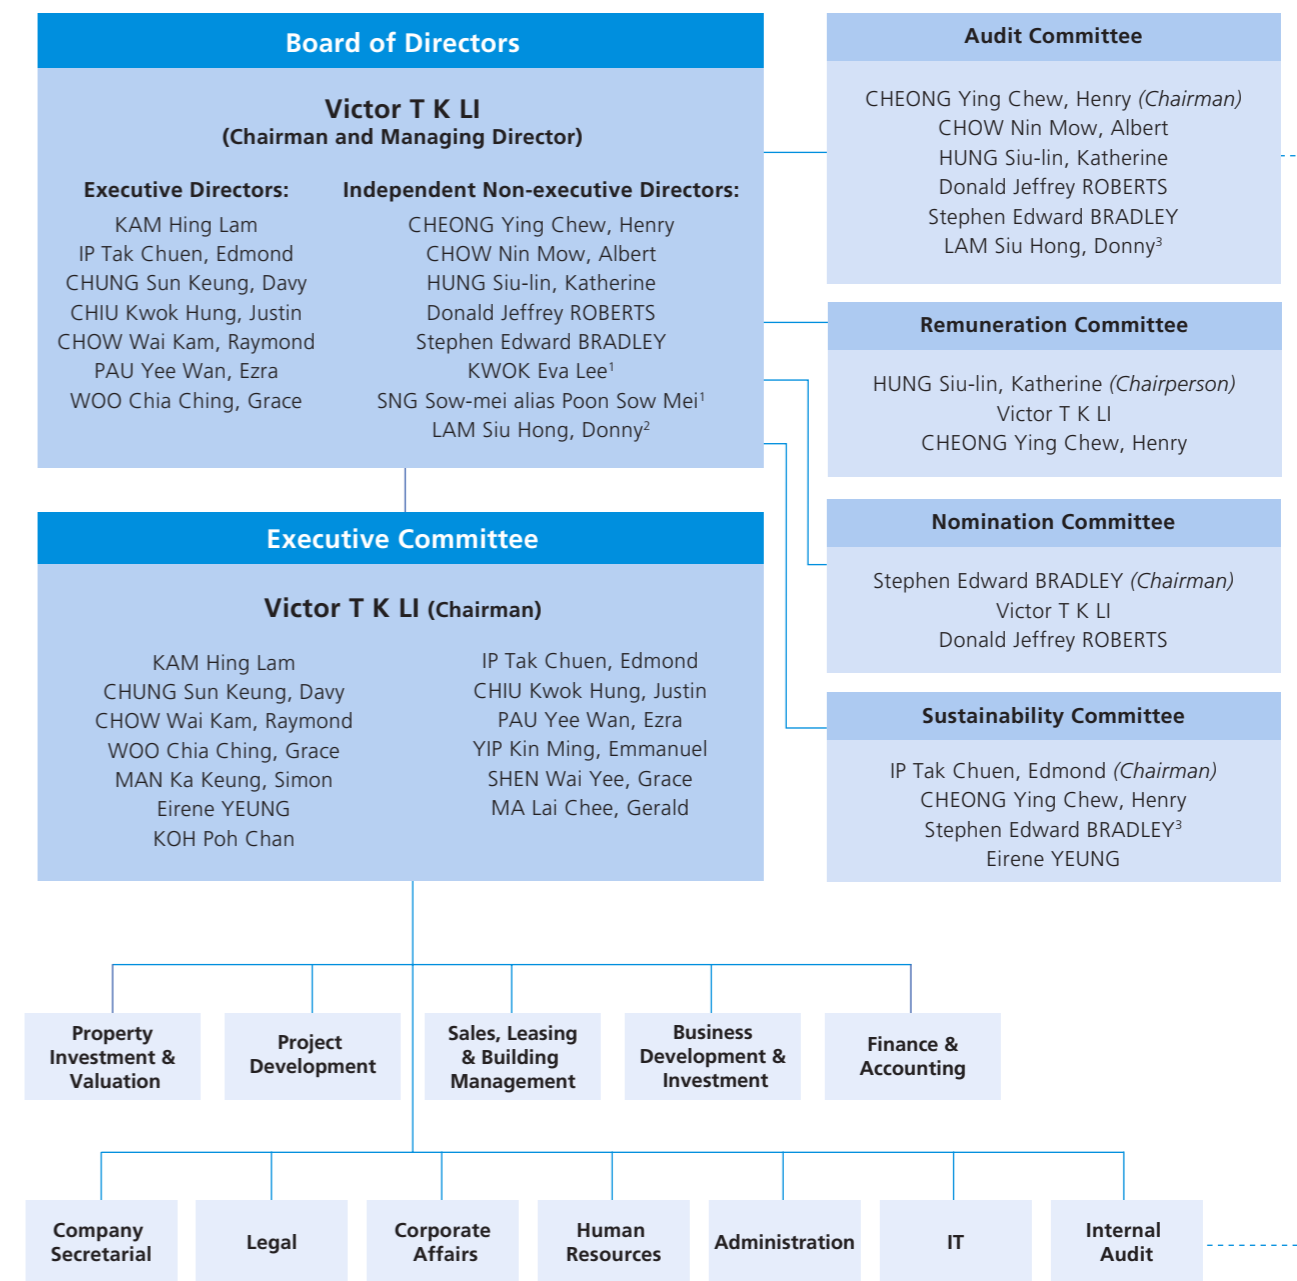 Board of Directors
Victor T K LI
(Chairman and Managing Director)
Executive Directors:
KAM Hing Lam
IP Tak Chuen, Edmond
CHUNG Sun Keung, Davy
CHIU Kwok Hung, Justin
CHOW Wai Kam, Raymond
PAU Yee Wan, Ezra
WOO Chia Ching, Grace
Independent Non-executive Directors:
CHEONG Ying Chew, Henry
CHOW Nin Mow, Albert
HUNG Siu-lin, Katherine
Donald Jeffrey ROBERTS
Stephen Edward BRADLEY
KWOK Eva Lee¹
SNG Sow-mei alias Poon Sow Mei¹
LAM Siu Hong, Donny²
Audit Committee
CHEONG Ying Chew, Henry (Chairman)
CHOW Nin Mow, Albert
HUNG Siu-lin, Katherine
Donald Jeffrey ROBERTS
Stephen Edward BRADLEY
LAM Siu Hong, Donny³
Remuneration Committee
HUNG Siu-lin, Katherine (Chairperson)
Victor T K LI
CHEONG Ying Chew, Henry
Nomination Committee
Stephen Edward BRADLEY (Chairman)
Victor T K LI
Donald Jeffrey ROBERTS
Sustainability Committee
IP Tak Chuen, Edmond (Chairman)
CHEONG Ying Chew, Henry
Stephen Edward BRADLEY³
Eirene YEUNG
Executive Committee
Victor T K LI (Chairman)
KAM Hing Lam
CHUNG Sun Keung, Davy
CHOW Wai Kam, Raymond
WOO Chia Ching, Grace
MAN Ka Keung, Simon
Eirene YEUNG
KOH Poh Chan
IP Tak Chuen, Edmond
CHIU Kwok Hung, Justin
PAU Yee Wan, Ezra
YIP Kin Ming, Emmanuel
SHEN Wai Yee, Grace
MA Lai Chee, Gerald
Property
Investment &
Valuation
Project
Development
Sales, Leasing
& Building
Management
Business
Development &
Investment
Finance &
Accounting
Company
Secretarial
Legal
Corporate
Affairs
Human
Resources
Administration
IT
Internal
Audit